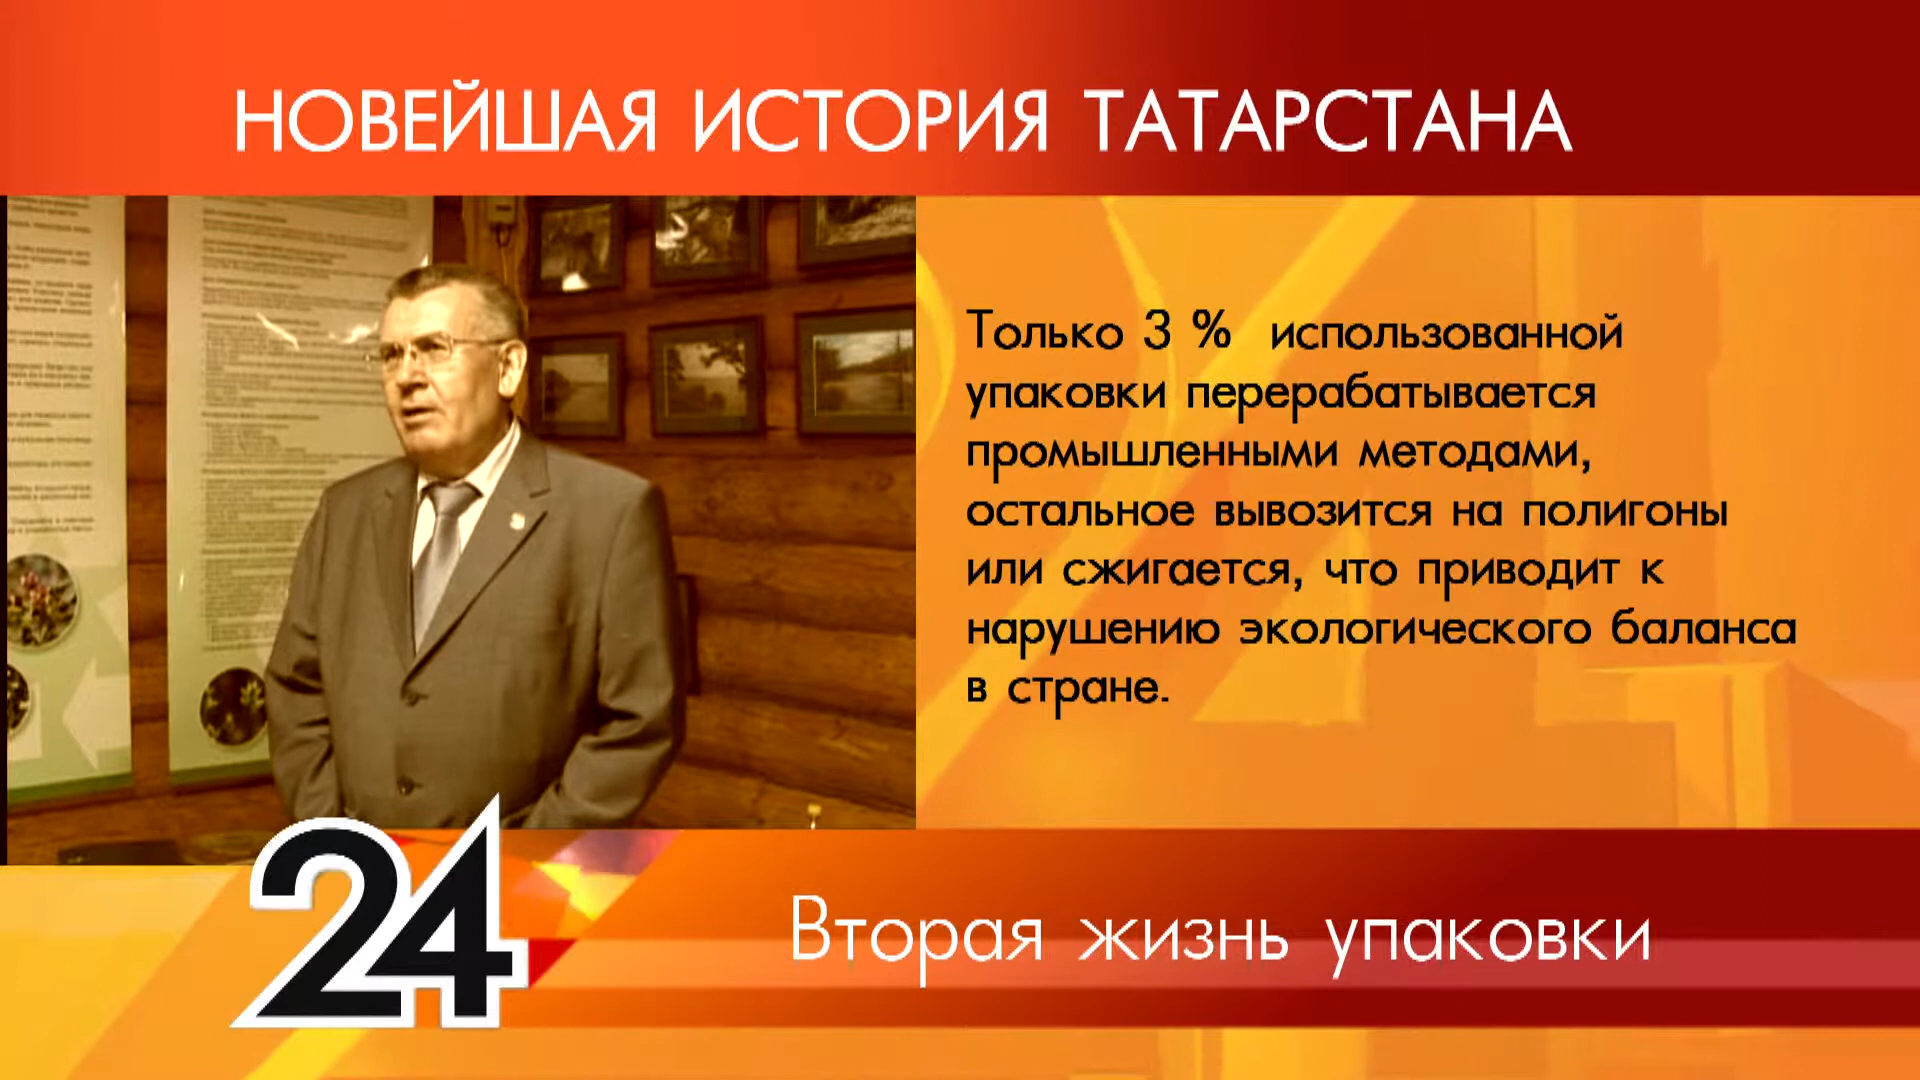 НОВЕЙШАЯ ИСТОРИЯ ТАТАРСТАНА
Только 3 % использованной
упаковки перерабатывается
промышленными методами,
остальное вывозится на полигоны
или сжигается, что приводит к
нарушению экологического баланса
в стране.
24
Вторая жизнь упаковки